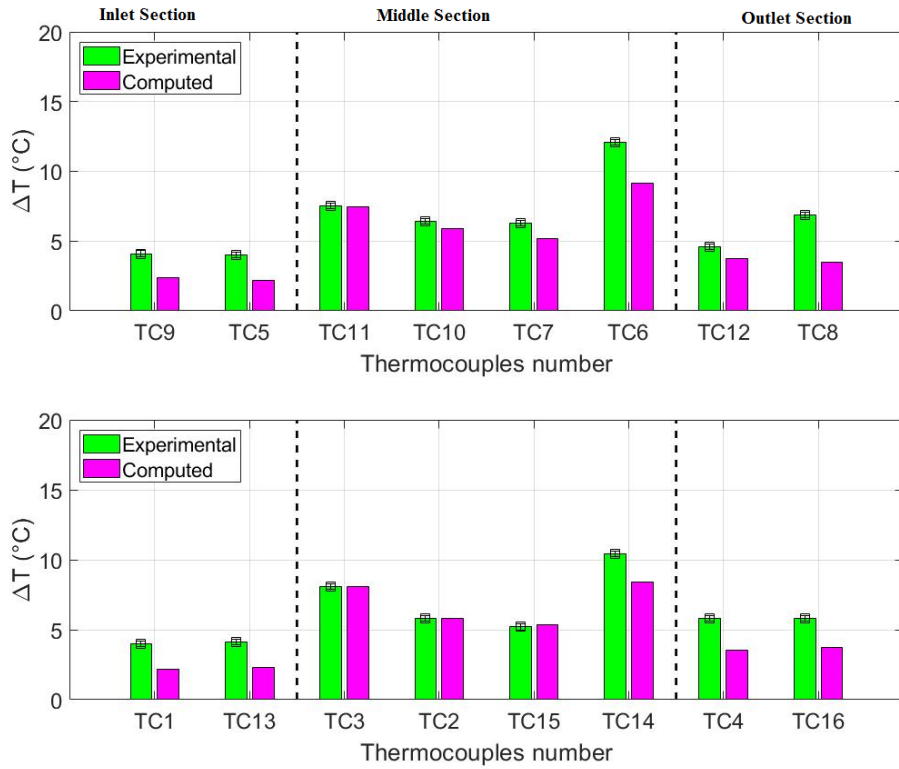 Inlet Section Middle Section Outlet Section
20
Experimental
Computed
15
10
5
0
ΔT (°C)
TC9 TC5 TC11 TC10 TC7 TC6 TC12 TC8
Thermocouples number
20
Experimental
Computed
15
10
5
0
ΔT (°C)
TC1 TC13 TC3 TC2 TC15 TC14 TC4 TC16
Thermocouples number